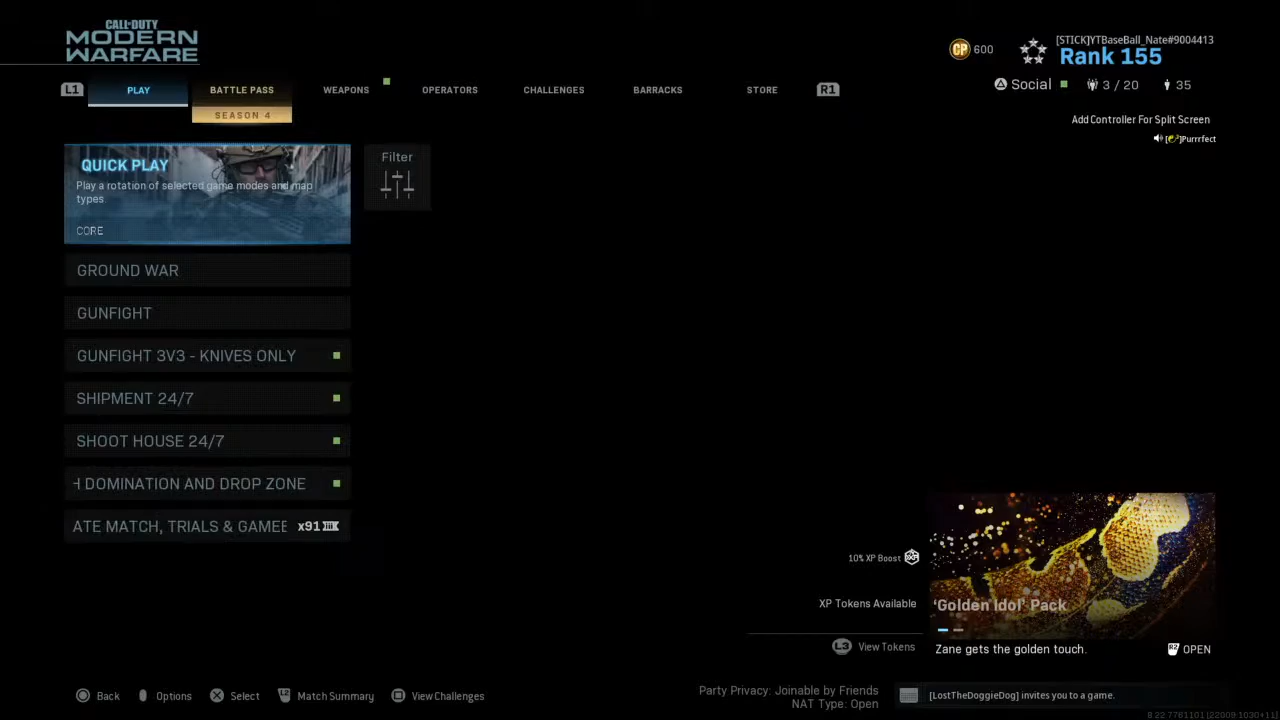 CALL OF DUTY
MODERN
WARFARE
CP 600
[STICK]YTBaseBall_Nate#9004413
Rank 155
L1
PLAY
BATTLE PASS
SEASON 4
WEAPONS
OPERATORS
CHALLENGES
BARRACKS
STORE
R1
Social
3 / 20
35
Add Controller For Split Screen
Purrrfect
QUICK PLAY
Play a rotation of selected game modes and map
types
CORE
Filter
GROUND WAR
GUNFIGHT
GUNFIGHT 3V3 - KNIVES ONLY
SHIPMENT 24/7
SHOOT HOUSE 24/7
H DOMINATION AND DROP ZONE
ATE MATCH, TRIALS & GAMEE
x91
10% XP Boost
XP Tokens Available
L3 View Tokens
'Golden Idol' Pack
Zane gets the golden touch.
R2 OPEN
Back
Options
Select
L2 Match Summary
View Challenges
Party Privacy: Joinable by Friends
NAT Type: Open
[LostTheDoggieDog] invites you to a game.